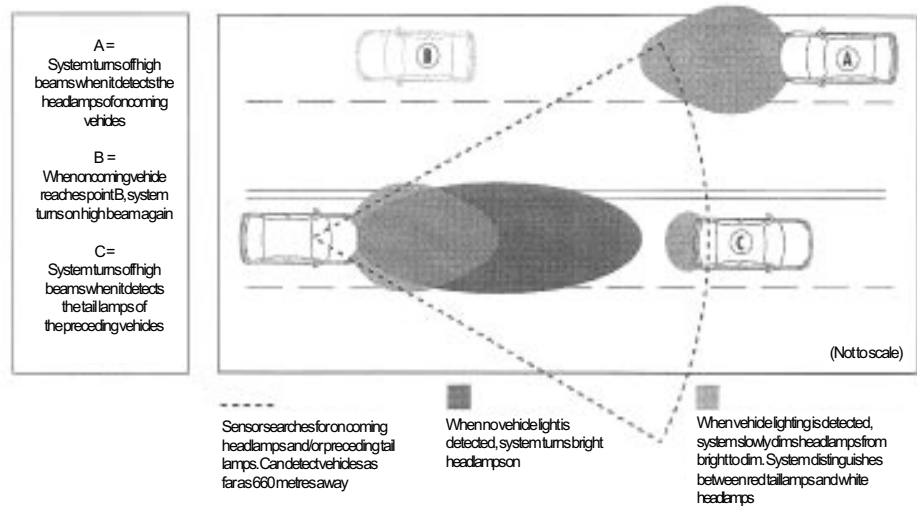 A =
System turns off high
beams when it detects the
headlamps of oncoming
vehicles
B =
When oncoming vehicle
reaches point B, system
turns on high beam again
C =
System turns off high
beams when it detects
the tail lamps of
the preceding vehicles
B
A
C
(Not to scale)
Sensor searches for oncoming
headlamps and/or preceding tail
lamps. Can detect vehicles as
far as 660 metres away
When no vehicle light is
detected, system turns bright
headlamps on
When vehicle lighting is detected,
system slowly dims headlamps from
bright to dim. System distinguishes
between red taillamps and white
headlamps